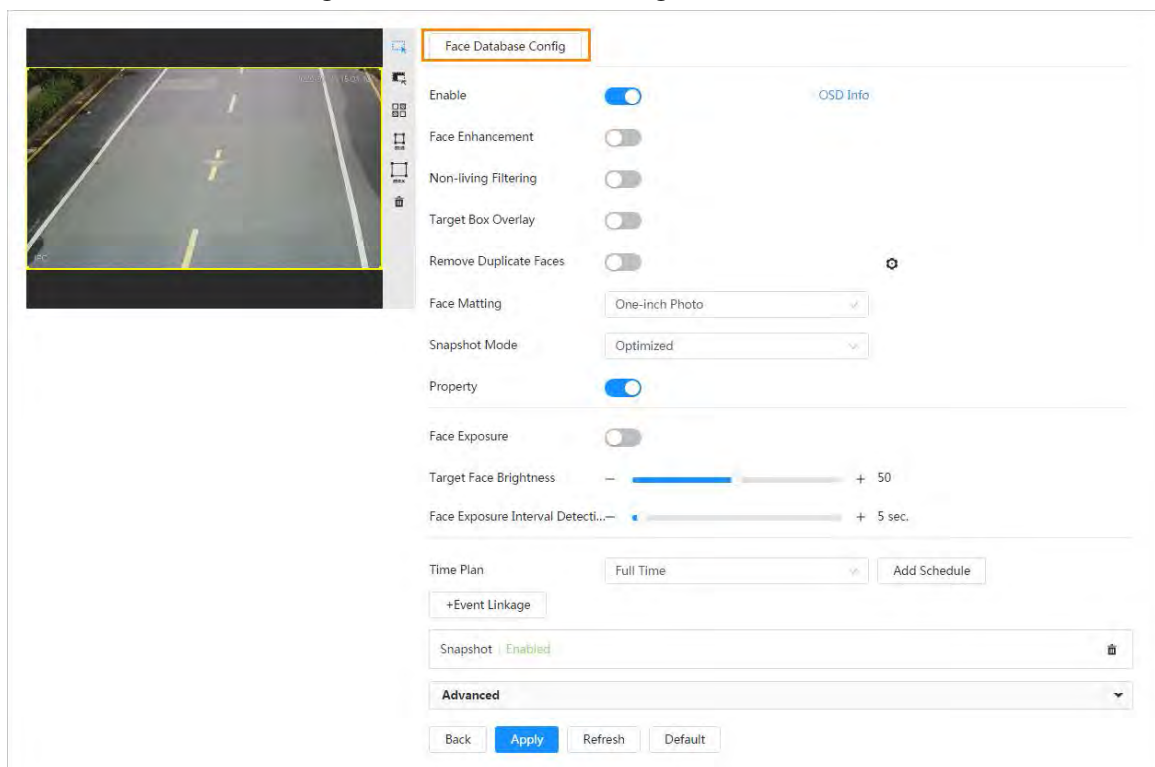 Face Database Config
Enable
OSD Info
Face Enhancement
Non-living Filtering
Target Box Overlay
Remove Duplicate Faces
Face Matting One-inch Photo
Snapshot Mode Optimized
Property
Face Exposure
Target Face Brightness − + 50
Face Exposure Interval Detecti...− + 5 sec.
Time Plan Full Time Add Schedule
+Event Linkage
Snapshot Enabled
Advanced
Back Apply Refresh Default
IPC